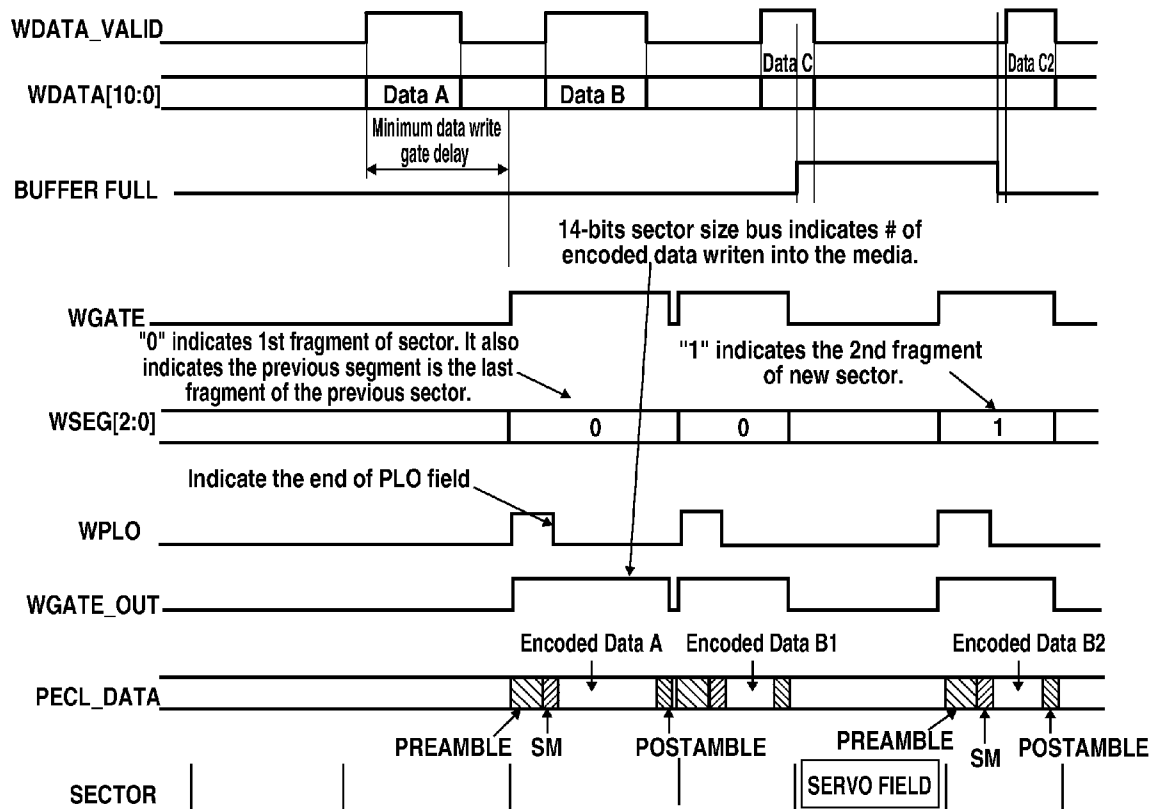 WDATA_VALID
Data C
Data C2
WDATA[10:0]
Data A
Data B
Minimum data write
gate delay
BUFFER FULL
14-bits sector size bus indicates # of
encoded data writen into the media.
WGATE
"0" indicates 1st fragment of sector. It also
indicates the previous segment is the last
fragment of the previous sector.
"1" indicates the 2nd fragment
of new sector.
WSEG[2:0]
0
0
1
Indicate the end of PLO field
WPLO
WGATE_OUT
Encoded Data A
Encoded Data B1
Encoded Data B2
PECL_DATA
PREAMBLE
SM
POSTAMBLE
PREAMBLE
SM
POSTAMBLE
SECTOR
SERVO FIELD